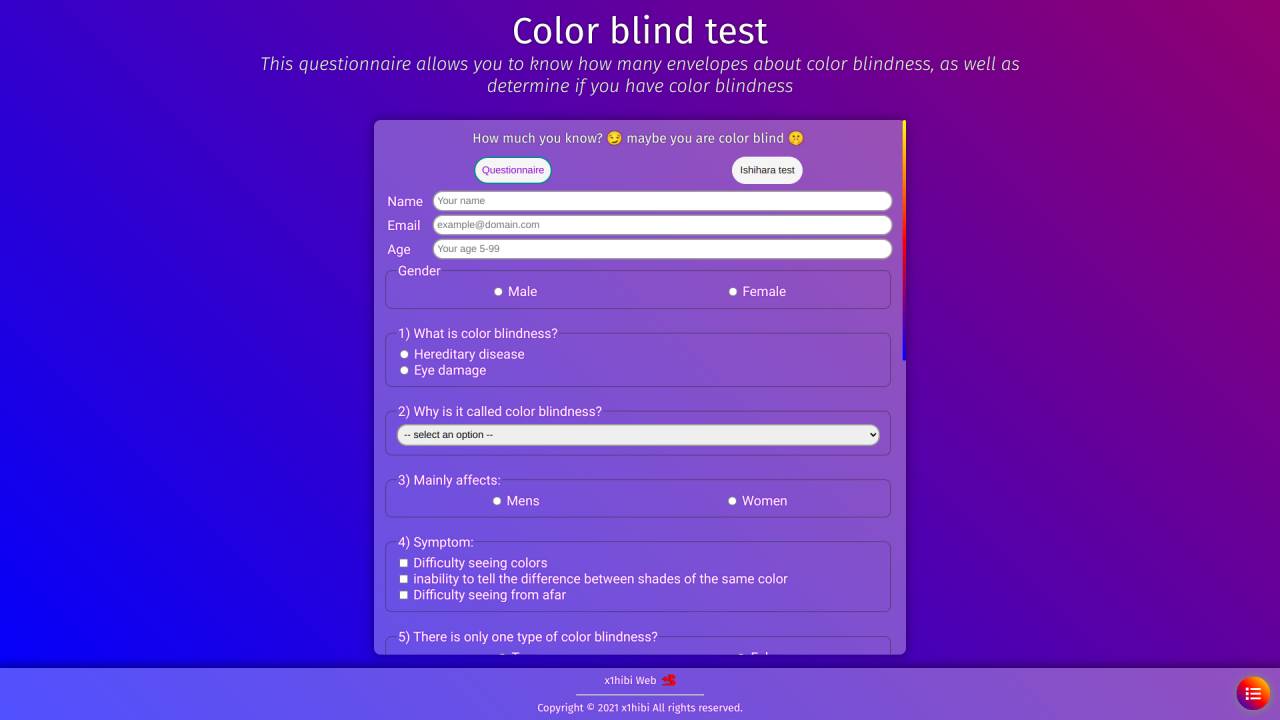 Color blind test
This questionnaire allows you to know how many envelopes about color blindness, as well as
determine if you have color blindness
How much you know? 😏 maybe you are color blind 🤫
Questionnaire
Ishihara test
Name
Your name
Email
example@domain.com
Age
Your age 5-99
Gender
Male
Female
1) What is color blindness?
Hereditary disease
Eye damage
2) Why is it called color blindness?
-- select an option --
3) Mainly affects:
Mens
Women
4) Symptom:
Difficulty seeing colors
inability to tell the difference between shades of the same color
Difficulty seeing from afar
5) There is only one type of color blindness?
x1hibi Web
Copyright © 2021 x1hibi All rights reserved.